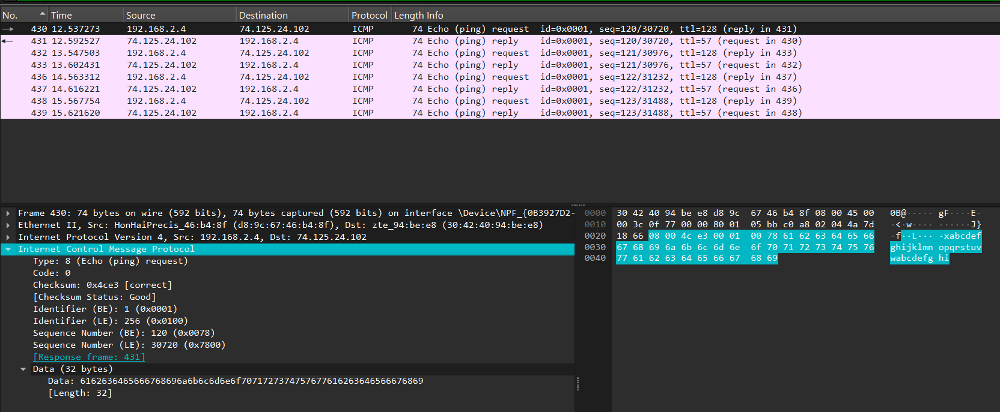 No. Time Source Destination Protocol Length Info
430 12.537273 192.168.2.4 74.125.24.102 ICMP 74 Echo (ping) request id=0x0001, seq=120/30720, ttl=128 (reply in 431)
431 12.592527 74.125.24.102 192.168.2.4 ICMP 74 Echo (ping) reply id=0x0001, seq=120/30720, ttl=57 (request in 430)
432 13.547503 192.168.2.4 74.125.24.102 ICMP 74 Echo (ping) request id=0x0001, seq=121/30976, ttl=128 (reply in 433)
433 13.602431 74.125.24.102 192.168.2.4 ICMP 74 Echo (ping) reply id=0x0001, seq=121/30976, ttl=57 (request in 432)
436 14.563312 192.168.2.4 74.125.24.102 ICMP 74 Echo (ping) request id=0x0001, seq=122/31232, ttl=128 (reply in 437)
437 14.616221 74.125.24.102 192.168.2.4 ICMP 74 Echo (ping) reply id=0x0001, seq=122/31232, ttl=57 (request in 436)
438 15.567754 192.168.2.4 74.125.24.102 ICMP 74 Echo (ping) request id=0x0001, seq=123/31488, ttl=128 (reply in 439)
439 15.621620 74.125.24.102 192.168.2.4 ICMP 74 Echo (ping) reply id=0x0001, seq=123/31488, ttl=57 (request in 438)
Frame 430: 74 bytes on wire (592 bits), 74 bytes captured (592 bits) on interface \Device\NPF_{0B3927D2-
Ethernet II, Src: HonHaiPrecis_46:b4:8f (d8:9c:67:46:b4:8f), Dst: zte_94:be:e8 (30:42:40:94:be:e8)
Internet Protocol Version 4, Src: 192.168.2.4, Dst: 74.125.24.102
Internet Control Message Protocol
Type: 8 (Echo (ping) request)
Code: 0
Checksum: 0x4ce3 [correct]
[Checksum Status: Good]
Identifier (BE): 1 (0x0001)
Identifier (LE): 256 (0x0100)
Sequence Number (BE): 120 (0x0078)
Sequence Number (LE): 30720 (0x7800)
[Response frame: 431]
Data (32 bytes)
Data: 6162636465666768696a6b6c6d6e6f7071727374757677616263646566676869
[Length: 32]
0000 30 42 40 94 be e8 d8 9c 67 46 b4 8f 08 00 45 00 0B@·····gF····E·
0010 00 3c 0f 77 00 00 80 01 05 bb c0 a8 02 04 4a 7d ·<·w··········J}
0020 18 66 08 00 4c e3 00 01 00 78 61 62 63 64 65 66 ·f··L····xabcdef
0030 67 68 69 6a 6b 6c 6d 6e 6f 70 71 72 73 74 75 76 ghijklmn opqrstuv
0040 77 61 62 63 64 65 66 67 68 69 wabcdefg hi